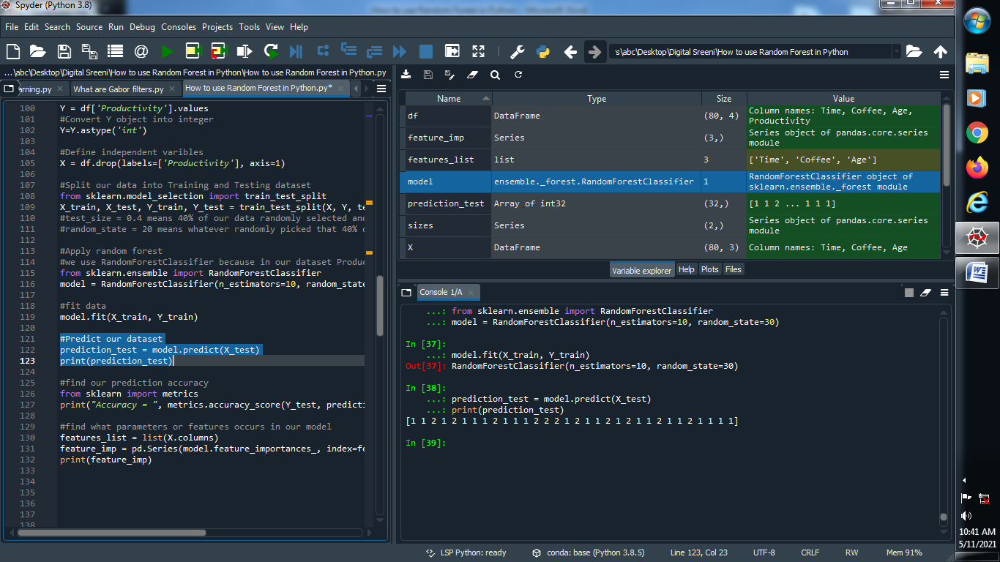 Spyder (Python 3.8)
How to use Random Forest in Python - Microsoft Word
File Edit Search Source Run Debug Consoles Projects Tools View Help
s\abc\Desktop\Digital Sreeni\How to use Random Forest in Python
...\abc\Desktop\Digital Sreeni\How to use Random Forest in Python\How to use Random Forest in Python.py
arning.py What are Gabor filters.py How to use Random Forest in Python.py*
100 Y = df['Productivity'].values
101 #Convert Y object into integer
102 Y=Y.astype('int')
103
104 #Define independent varibles
105 X = df.drop(labels=['Productivity'], axis=1)
106
107 #Split our data into Training and Testing dataset
108 from sklearn.model_selection import train_test_split
109 X_train, X_test, Y_train, Y_test = train_test_split(X, Y, te
110 #test_size = 0.4 means 40% of our data randomly selected and
111 #random_state = 20 means whatever randomly picked that 40% d
112
113 #Apply random forest
114 #we use RandomForestClassifier because in our dataset Produc
115 from sklearn.ensemble import RandomForestClassifier
116 model = RandomForestClassifier(n_estimators=10, random_state
117
118 #fit data
119 model.fit(X_train, Y_train)
120
121 #Predict our dataset
122 prediction_test = model.predict(X_test)
123 print(prediction_test)
124
125 #find our prediction accuracy
126 from sklearn import metrics
127 print("Accuracy = ", metrics.accuracy_score(Y_test, predicti
128
129 #find what parameters or features occurs in our model
130 features_list = list(X.columns)
131 feature_imp = pd.Series(model.feature_importances_, index=fe
132 print(feature_imp)
133
134
135
136
137
138
Name Type Size Value
df DataFrame (80, 4) Column names: Time, Coffee, Age,
Productivity
feature_imp Series (3,) Series object of pandas.core.series
module
features_list list 3 ['Time', 'Coffee', 'Age']
model ensemble._forest.RandomForestClassifier 1 RandomForestClassifier object of
sklearn.ensemble._forest module
prediction_test Array of int32 (32,) [1 1 2 ... 1 1 1]
sizes Series (2,) Series object of pandas.core.series
module
X DataFrame (80, 3) Column names: Time, Coffee, Age
Variable explorer Help Plots Files
Console 1/A
...: from sklearn.ensemble import RandomForestClassifier
...: model = RandomForestClassifier(n_estimators=10, random_state=30)
In [37]:
...: model.fit(X_train, Y_train)
Out[37]: RandomForestClassifier(n_estimators=10, random_state=30)
In [38]:
...: prediction_test = model.predict(X_test)
...: print(prediction_test)
[1 1 2 1 2 1 1 1 2 1 1 1 2 2 2 1 2 1 1 2 1 2 1 1 2 1 1 2 1 1 1 1]
In [39]:
LSP Python: ready conda: base (Python 3.8.5) Line 123, Col 23 UTF-8 CRLF RW Mem 91%
10:41 AM
5/11/2021